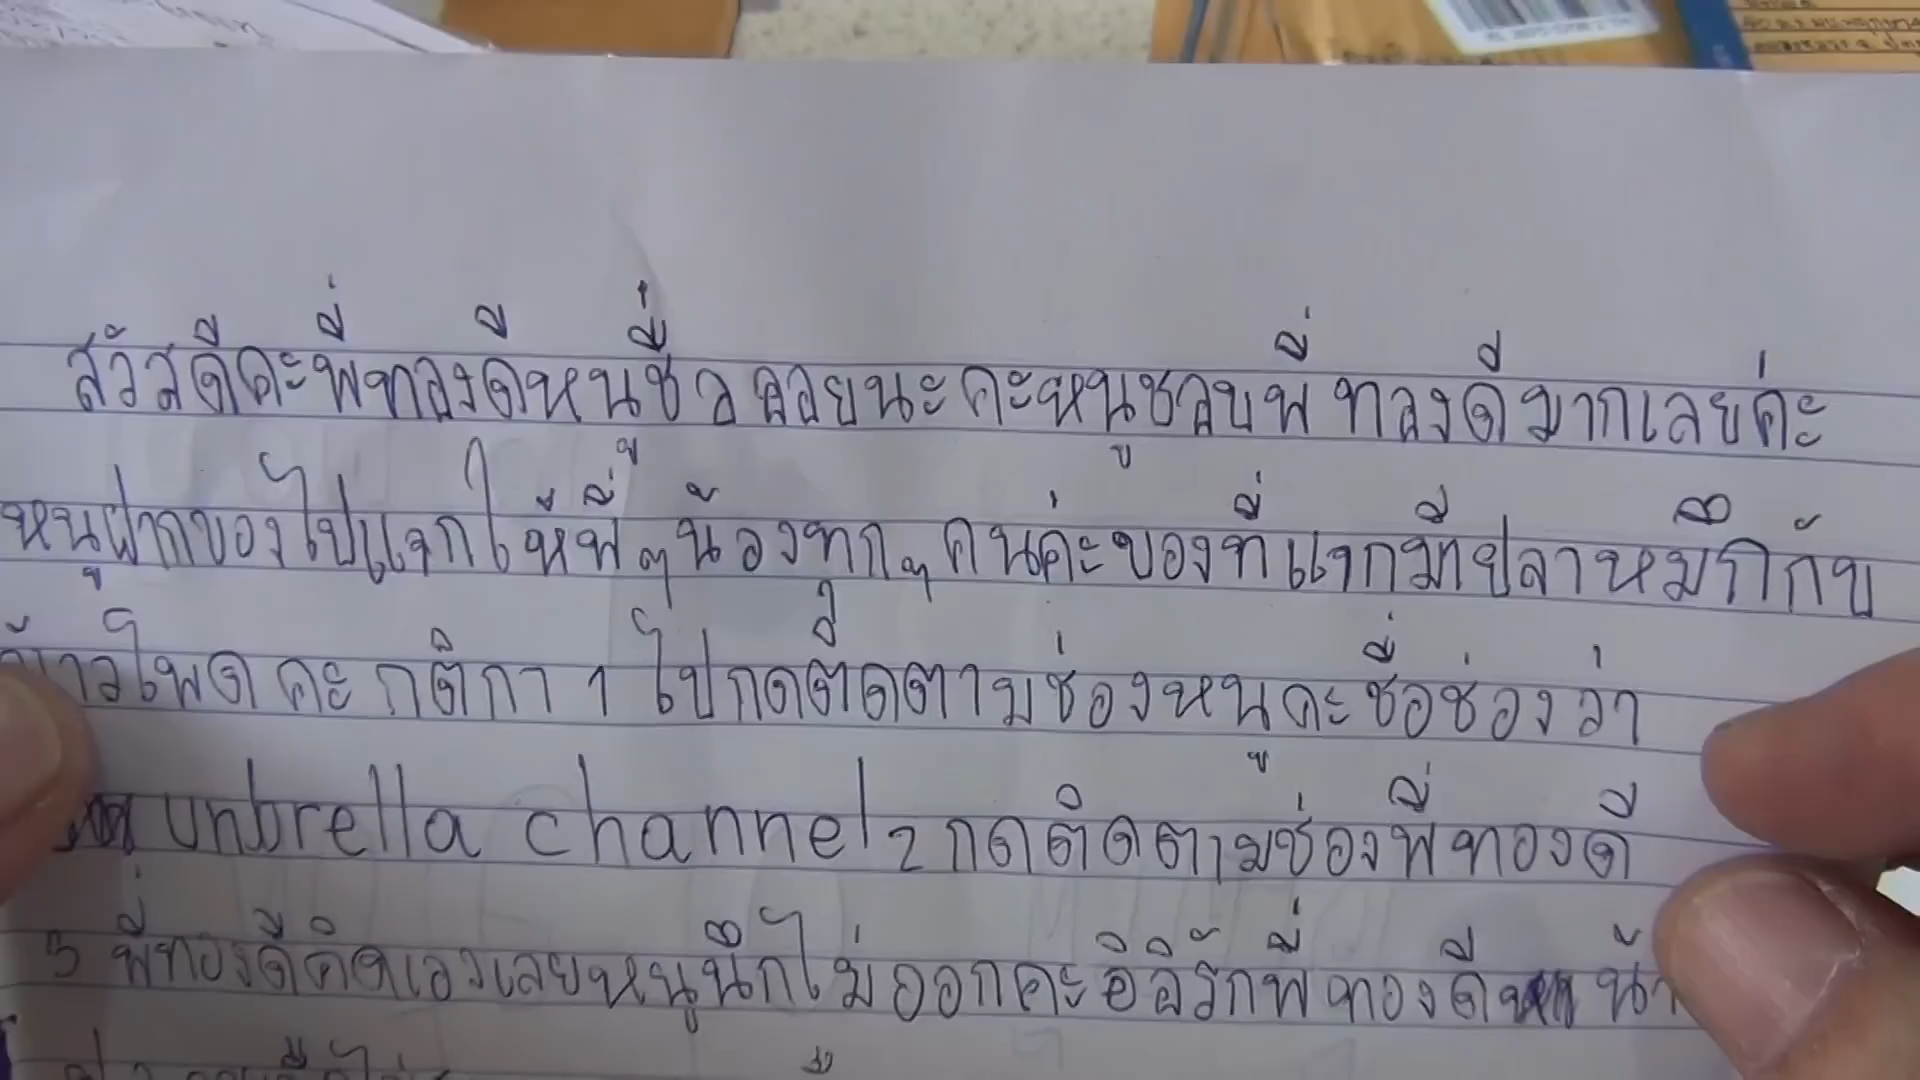 สวัสดีคะพี่ทองดีหนูชื่อ ออยนะ คะหนูชอบพี่ ทองดีมากเลยค่ะ
หนูฝากของไปแจกให้พี่ๆน้องทุกๆคนค่ะของที่แจกมีปลาหมึกกับ
ข้าวโพด คะ กติกา 1 ไปกดติดตามช่องหนูคะชื่อช่องว่า
unbrella channel 2 กดติดตามช่องพี่ทองดี
3 พี่ทองดีคิดเองเลยหนูนึกไม่ออกคะอิอิรักพี่ทองดี